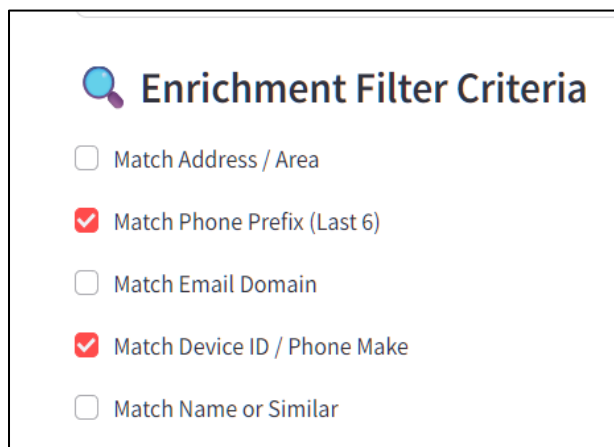 Enrichment Filter Criteria
Match Address / Area
Match Phone Prefix (Last 6)
Match Email Domain
Match Device ID / Phone Make
Match Name or Similar